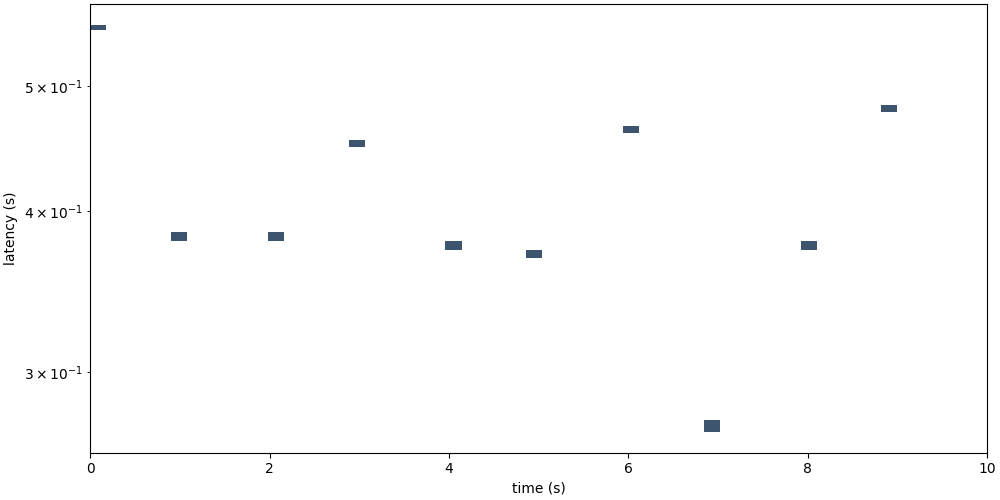 5 × 10⁻¹
4 × 10⁻¹
3 × 10⁻¹
latency (s)
0 2 4 6 8 10
time (s)